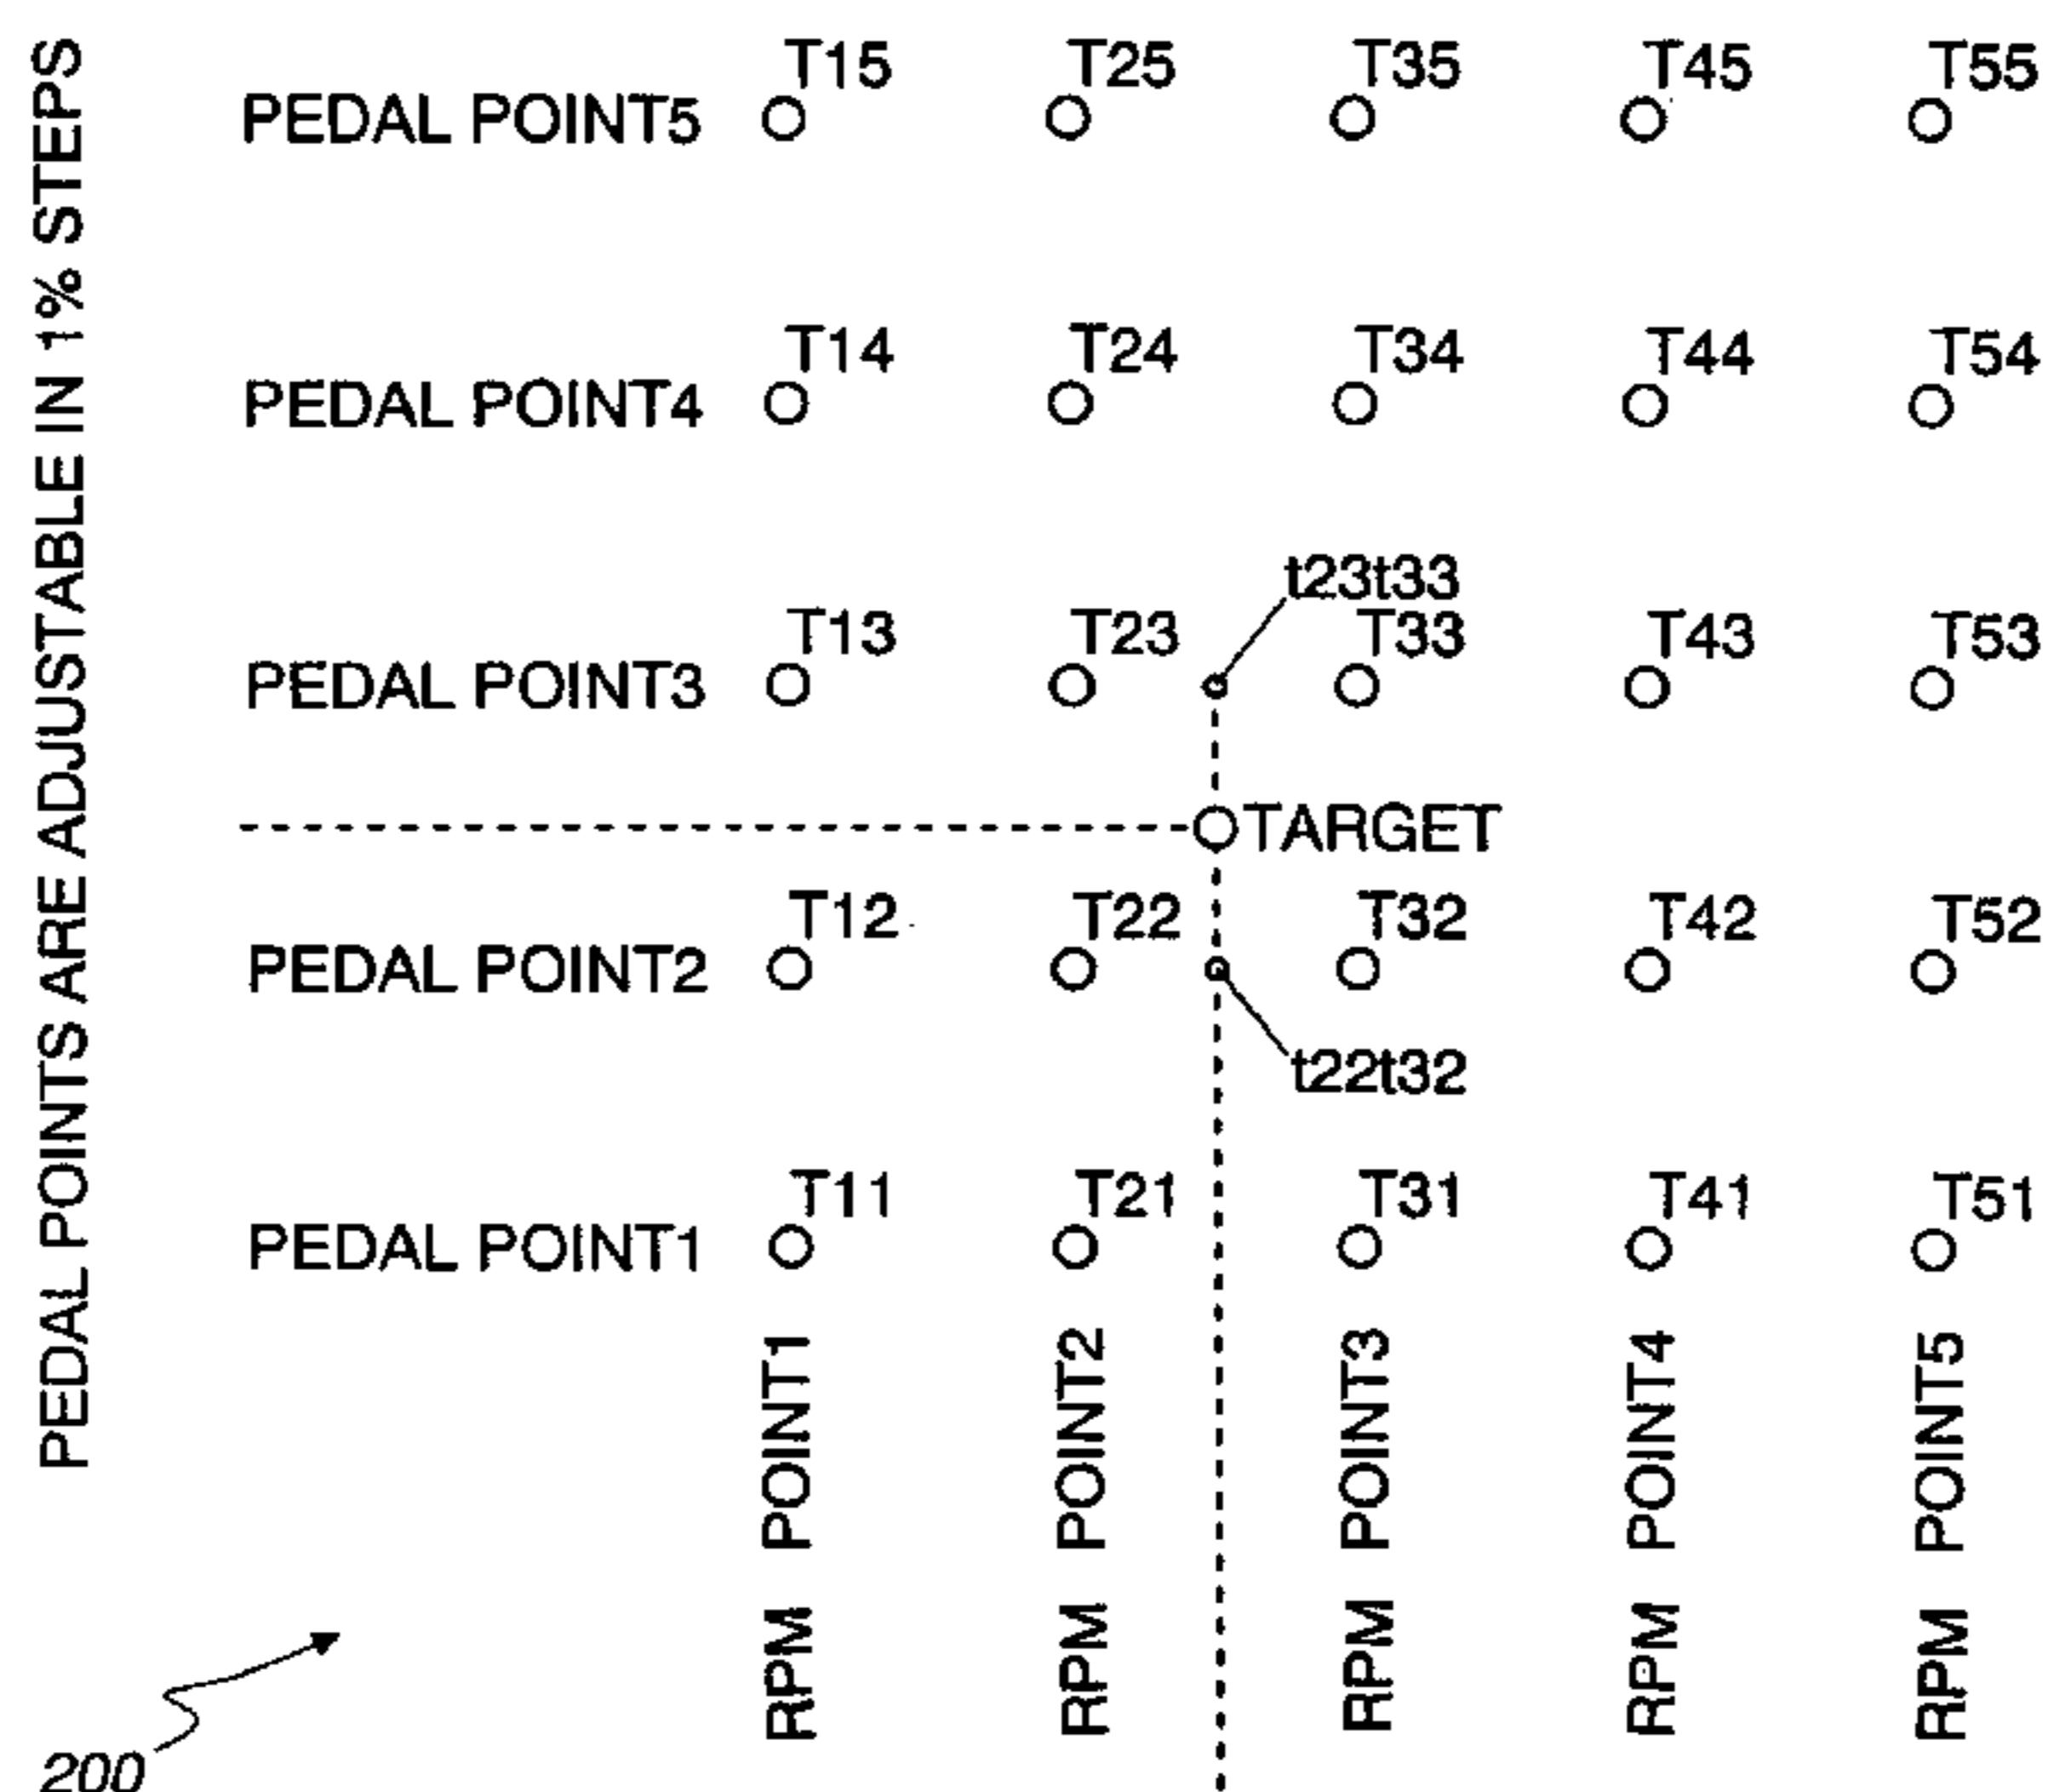 PEDAL POINTS ARE ADJUSTABLE IN 1% STEPS
T15 T25 T35 T45 T55
PEDAL POINT5
T14 T24 T34 T44 T54
PEDAL POINT4
t23t33
T13 T23 T33 T43 T53
PEDAL POINT3
TARGET
T12 T22 T32 T42 T52
PEDAL POINT2
t22t32
T11 T21 T31 T41 T51
PEDAL POINT1
RPM POINT1
RPM POINT2
RPM POINT3
RPM POINT4
RPM POINT5
200